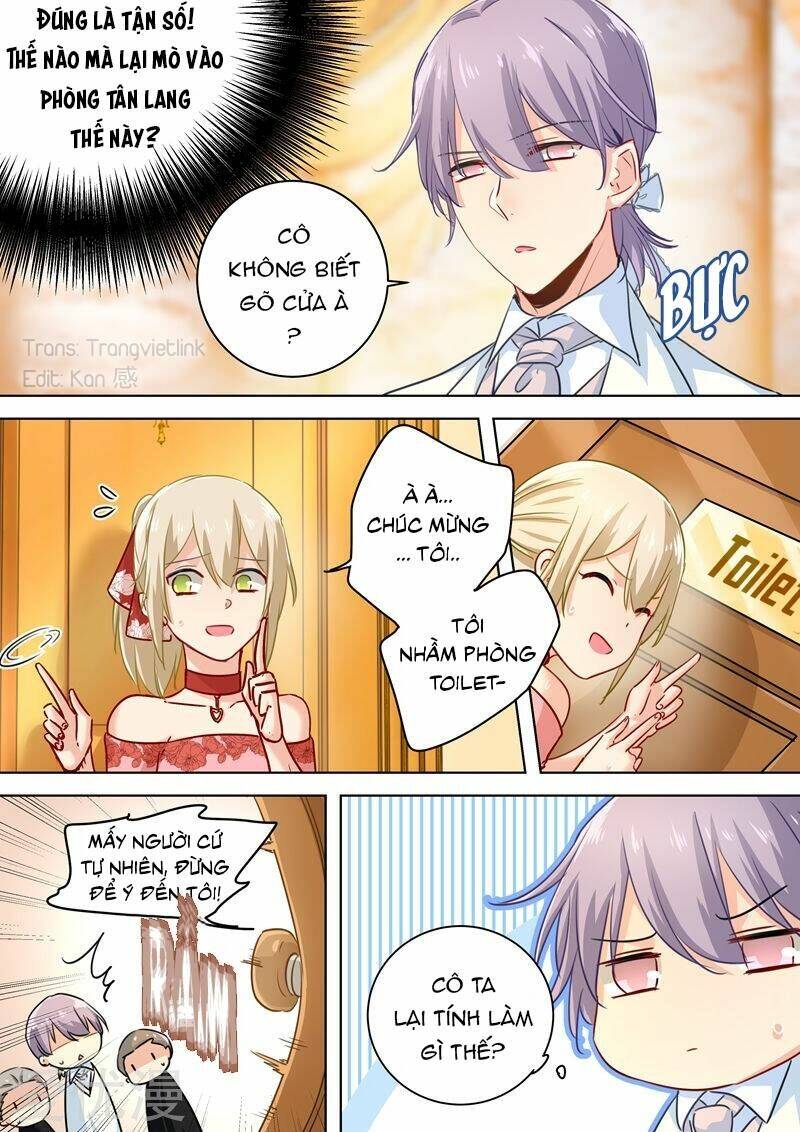 ĐÚNG LÀ TẬN SỐ!
THẾ NÀO MÀ LẠI MÒ VÀO
PHÒNG TÂN LANG
THẾ NÀY?
CÔ
KHÔNG BIẾT
GÕ CỬA À
?
BỰC
Trans: Trangvietlink
Edit: Kan 感
À À...
CHÚC MỪNG
... TÔI..
TÔI
NHẦM PHÒNG
TOILET-
Toilet
MẤY NGƯỜI CỨ
TỰ NHIÊN, ĐỪNG
ĐỂ Ý ĐẾN TÔI!
CÔ TA
LẠI TÍNH LÀM
GÌ THẾ?